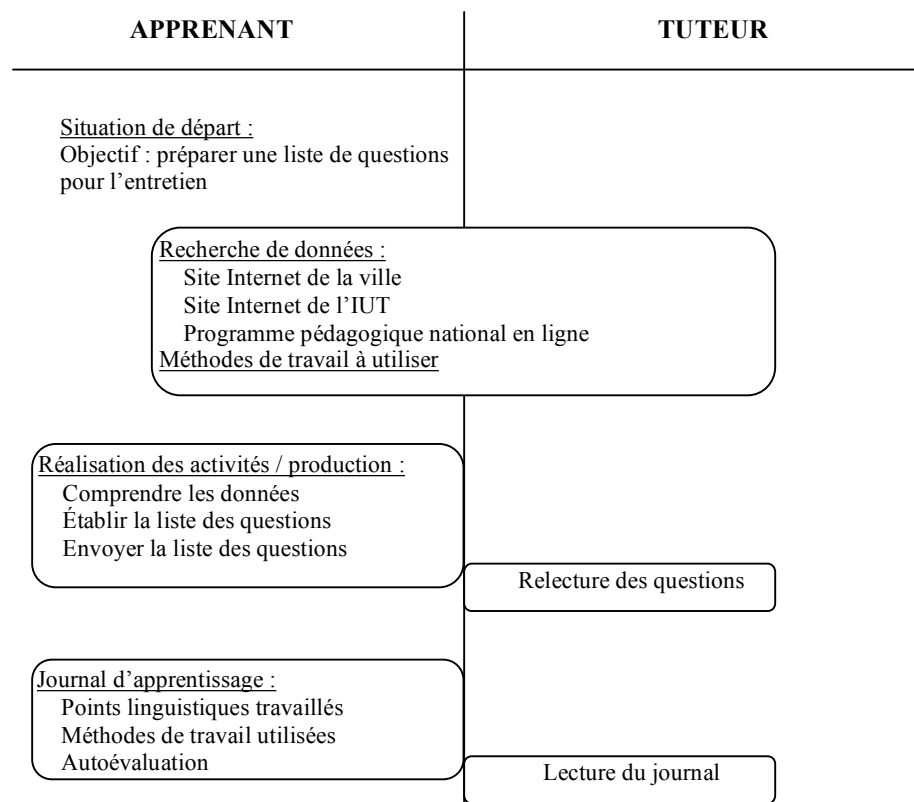 APPRENANT
TUTEUR
Situation de départ :
Objectif : préparer une liste de questions
pour l'entretien
Recherche de données :
Site Internet de la ville
Site Internet de l'IUT
Programme pédagogique national en ligne
Méthodes de travail à utiliser
Réalisation des activités / production :
Comprendre les données
Établir la liste des questions
Envoyer la liste des questions
Relecture des questions
Journal d'apprentissage :
Points linguistiques travaillés
Méthodes de travail utilisées
Autoévaluation
Lecture du journal